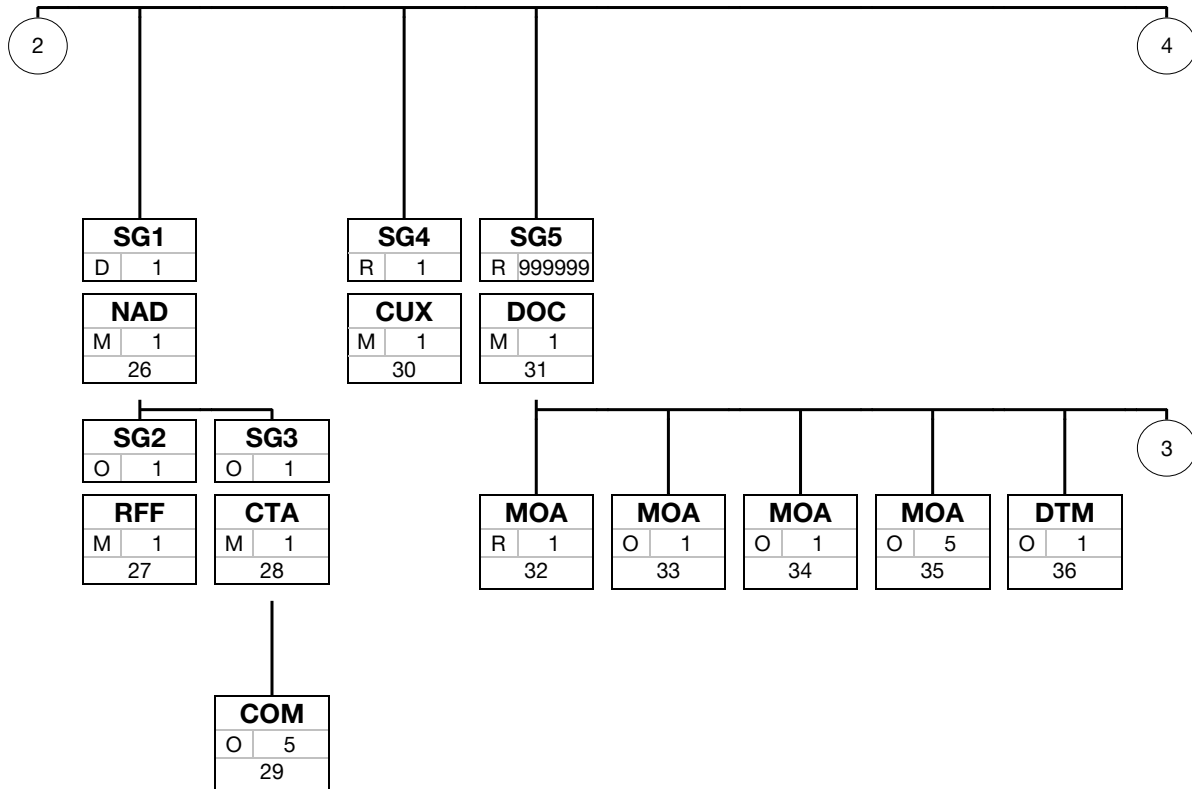 2
4
SG1
D 1
SG4
R 1
SG5
R 999999
NAD
M 1
26
CUX
M 1
30
DOC
M 1
31
SG2
O 1
SG3
O 1
3
RFF
M 1
27
CTA
M 1
28
MOA
R 1
32
MOA
O 1
33
MOA
O 1
34
MOA
O 5
35
DTM
O 1
36
COM
O 5
29